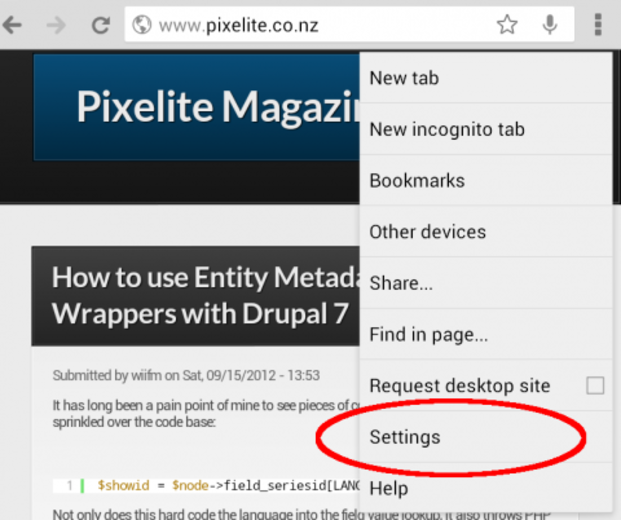 www.pixelite.co.nz
Pixelite Magazi
New tab
New incognito tab
Bookmarks
Other devices
Share...
Find in page...
Request desktop site
Settings
Help
How to use Entity Metada
Wrappers with Drupal 7
Submitted by wiifm on Sat, 09/15/2012 - 13:53
It has long been a pain point of mine to see pieces of
sprinkled over the code base:
1 $showid = $node->field_seriesid[LANG
Not only does this hard code the language into the field value lookup, it also throws PHP